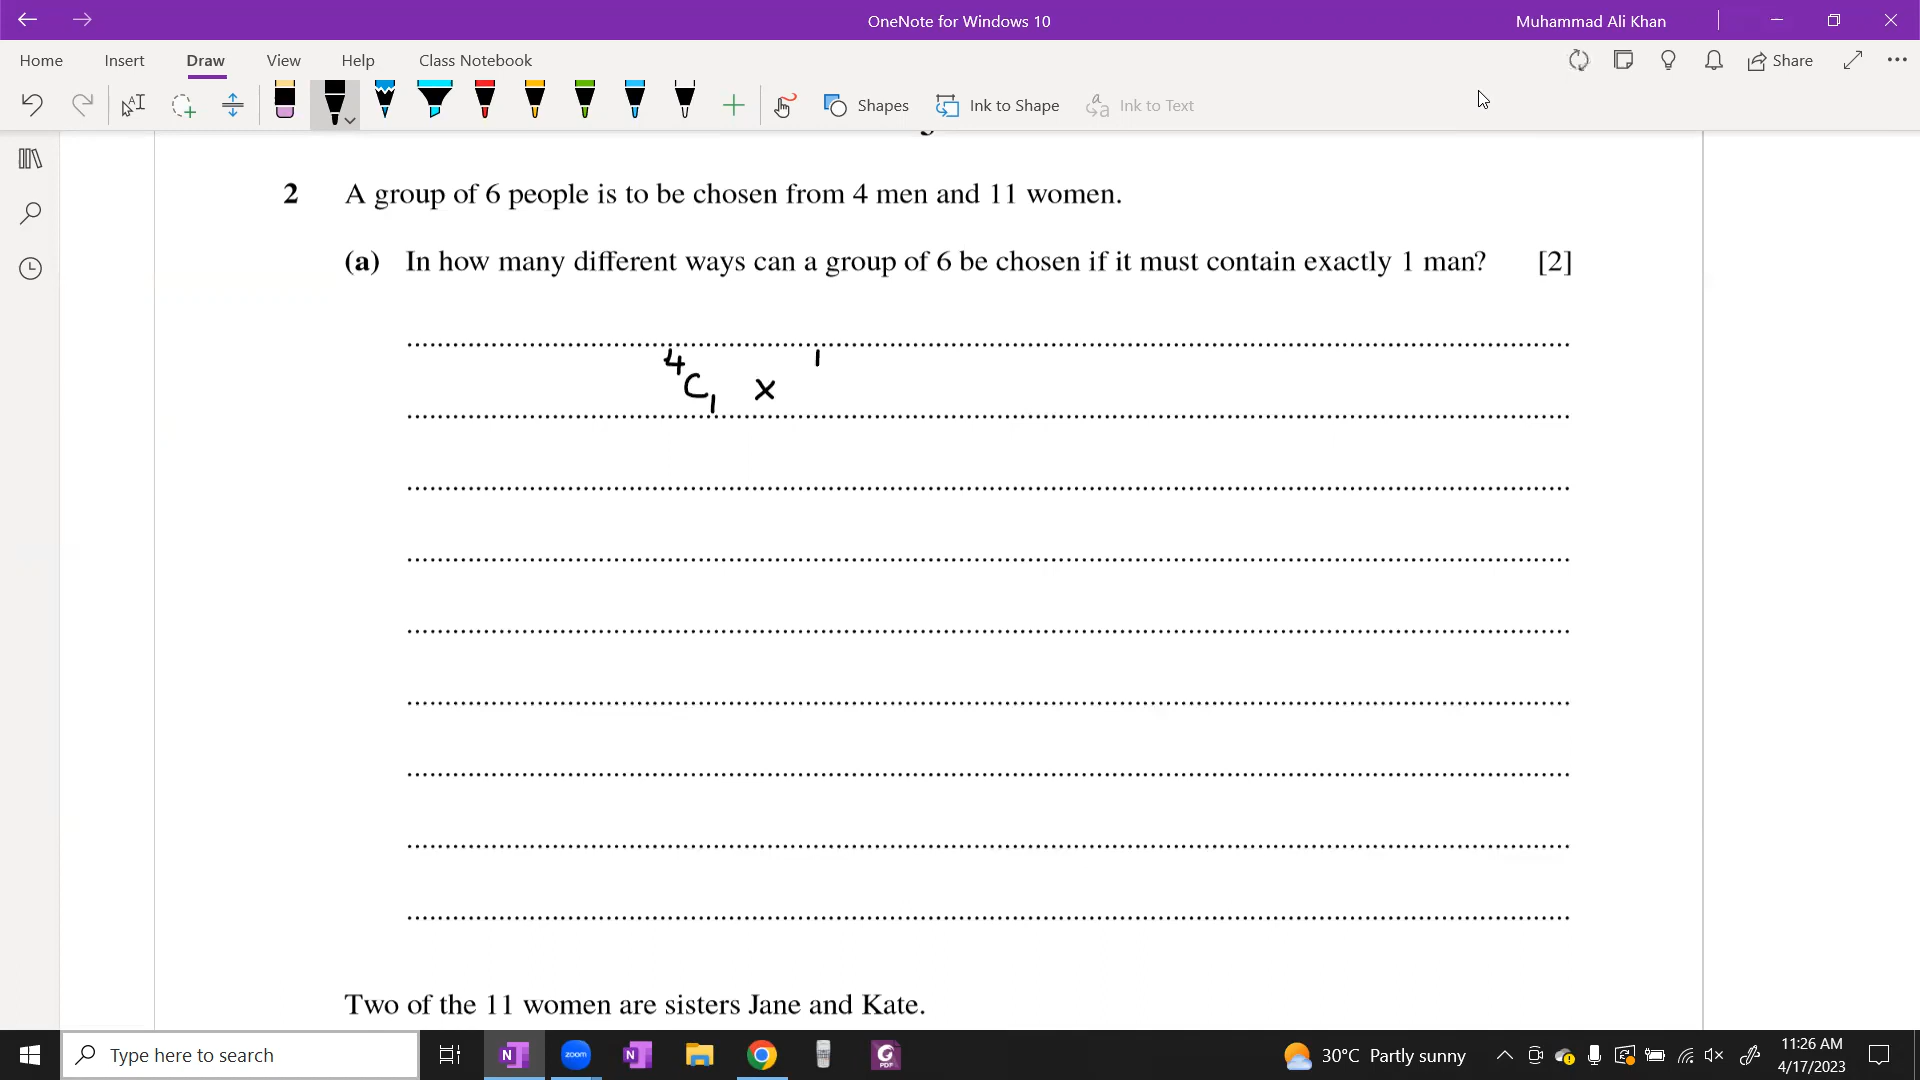 OneNote for Windows 10
Muhammad Ali Khan
Home Insert Draw View Help Class Notebook
Share
Shapes Ink to Shape Ink to Text
2 A group of 6 people is to be chosen from 4 men and 11 women.
(a) In how many different ways can a group of 6 be chosen if it must contain exactly 1 man? [2]
⁴C₁ × ¹
Two of the 11 women are sisters Jane and Kate.
Type here to search
zoom
PDF
30°C Partly sunny
11:26 AM
4/17/2023